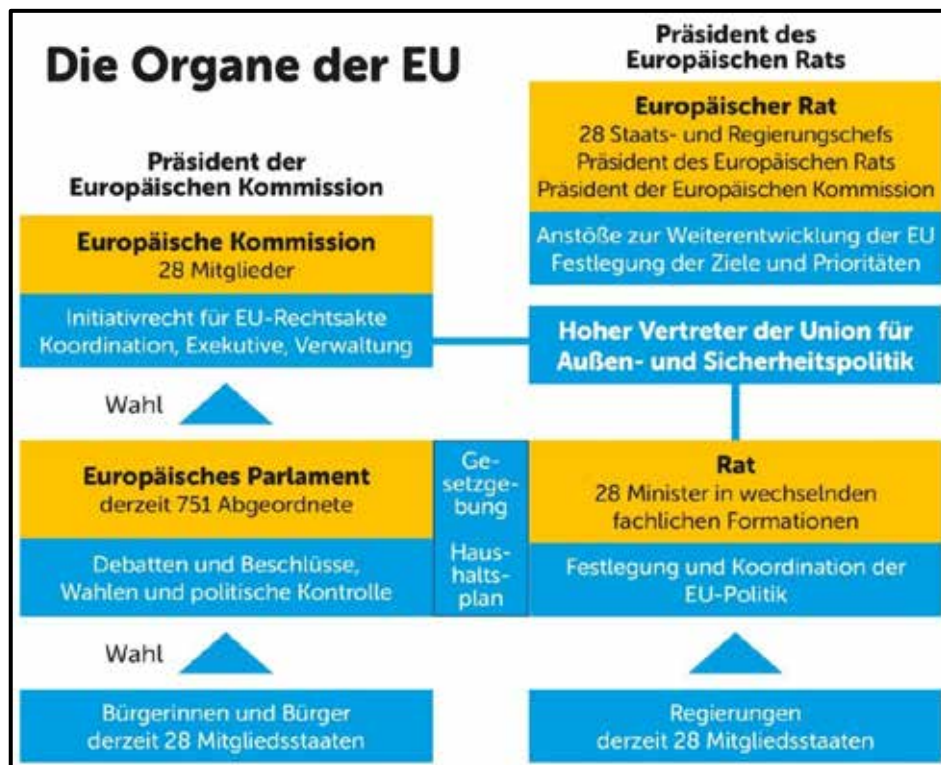 Die Organe der EU
Präsident des
Europäischen Rats
Europäischer Rat
28 Staats- und Regierungschefs
Präsident des Europäischen Rats
Präsident der Europäischen Kommission
Anstöße zur Weiterentwicklung der EU
Festlegung der Ziele und Prioritäten
Präsident der
Europäischen Kommission
Europäische Kommission
28 Mitglieder
Initiativrecht für EU-Rechtsakte
Koordination, Exekutive, Verwaltung
Hoher Vertreter der Union für
Außen- und Sicherheitspolitik
Wahl
Europäisches Parlament
derzeit 751 Abgeordnete
Debatten und Beschlüsse,
Wahlen und politische Kontrolle
Ge-
setzge-
bung
Haus-
halts-
plan
Rat
28 Minister in wechselnden
fachlichen Formationen
Festlegung und Koordination der
EU-Politik
Wahl
Bürgerinnen und Bürger
derzeit 28 Mitgliedsstaaten
Regierungen
derzeit 28 Mitgliedsstaaten